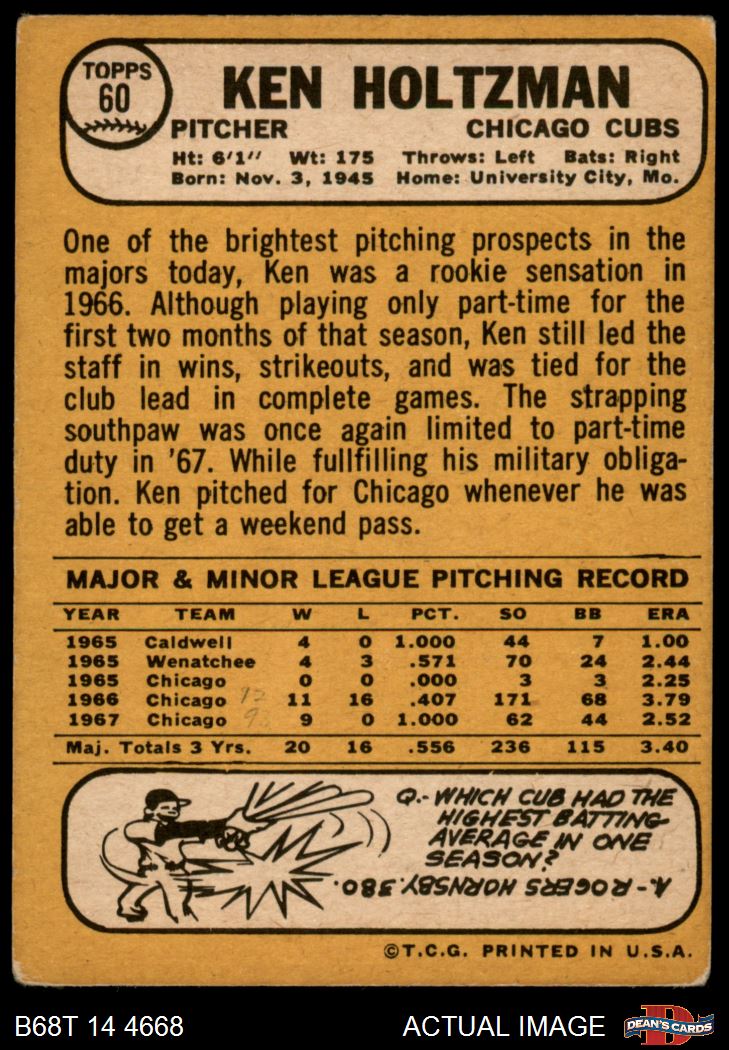 TOPPS
60
KEN HOLTZMAN
PITCHER CHICAGO CUBS
Ht: 6'1" Wt: 175 Throws: Left Bats: Right
Born: Nov. 3, 1945 Home: University City, Mo.
One of the brightest pitching prospects in the
majors today, Ken was a rookie sensation in
1966. Although playing only part-time for the
first two months of that season, Ken still led the
staff in wins, strikeouts, and was tied for the
club lead in complete games. The strapping
southpaw was once again limited to part-time
duty in '67. While fullfilling his military obliga-
tion. Ken pitched for Chicago whenever he was
able to get a weekend pass.
MAJOR & MINOR LEAGUE PITCHING RECORD
YEAR TEAM W L PCT. SO BB ERA
1965 Caldwell 4 0 1.000 44 7 1.00
1965 Wenatchee 4 3 .571 70 24 2.44
1965 Chicago 0 0 .000 3 3 2.25
1966 Chicago 11 16 .407 171 68 3.79
1967 Chicago 9 0 1.000 62 44 2.52
Maj. Totals 3 Yrs. 20 16 .556 236 115 3.40
Q.- WHICH CUB HAD THE
HIGHEST BATTING
AVERAGE IN ONE
SEASON?
A.- ROGERS HORNSBY .380.
©T.C.G. PRINTED IN U.S.A.
B68T 14 4668 ACTUAL IMAGE
DEAN'S CARDS